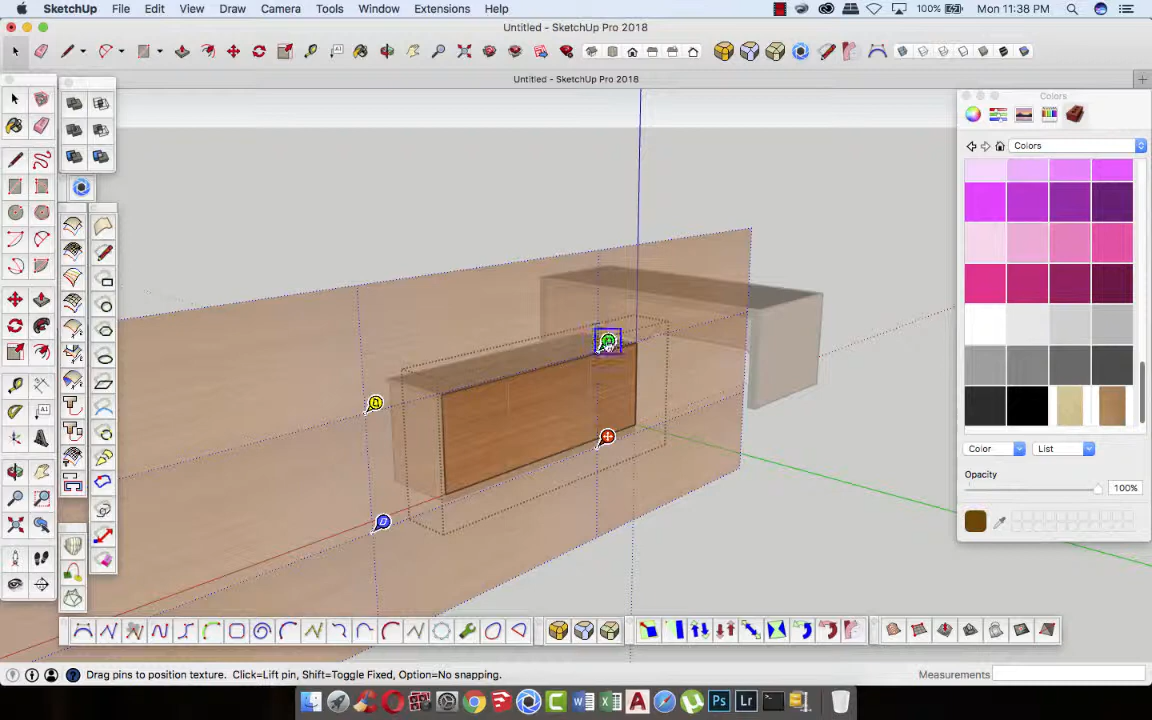 SketchUp File Edit View Draw Camera Tools Window Extensions Help 100% Mon 11:38 PM
Untitled - SketchUp Pro 2018
Untitled - SketchUp Pro 2018
Colors
Colors
Color List
Opacity
100%
Drag pins to position texture. Click=Lift pin, Shift=Toggle Fixed, Option=No snapping.
Measurements
Ps Lr